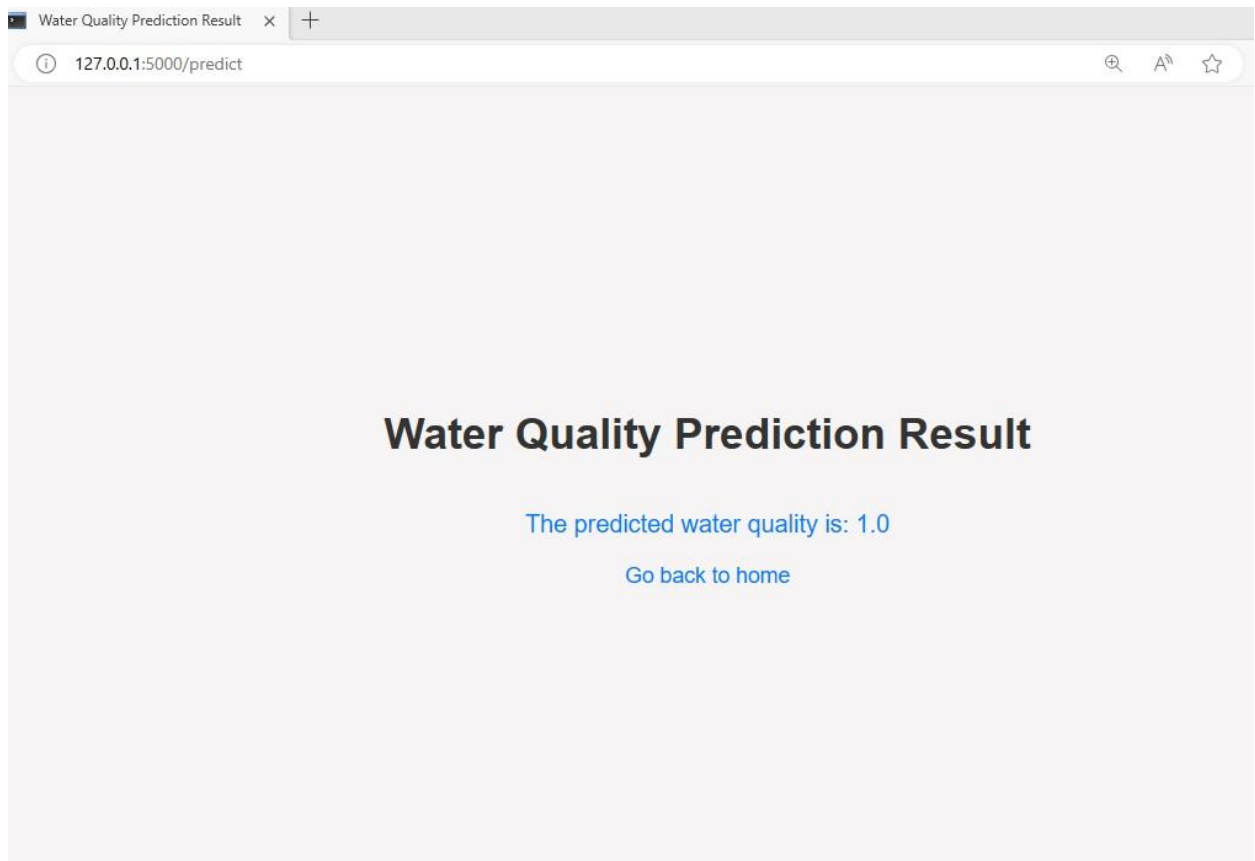 Water Quality Prediction Result
127.0.0.1:5000/predict
Water Quality Prediction Result
The predicted water quality is: 1.0
Go back to home